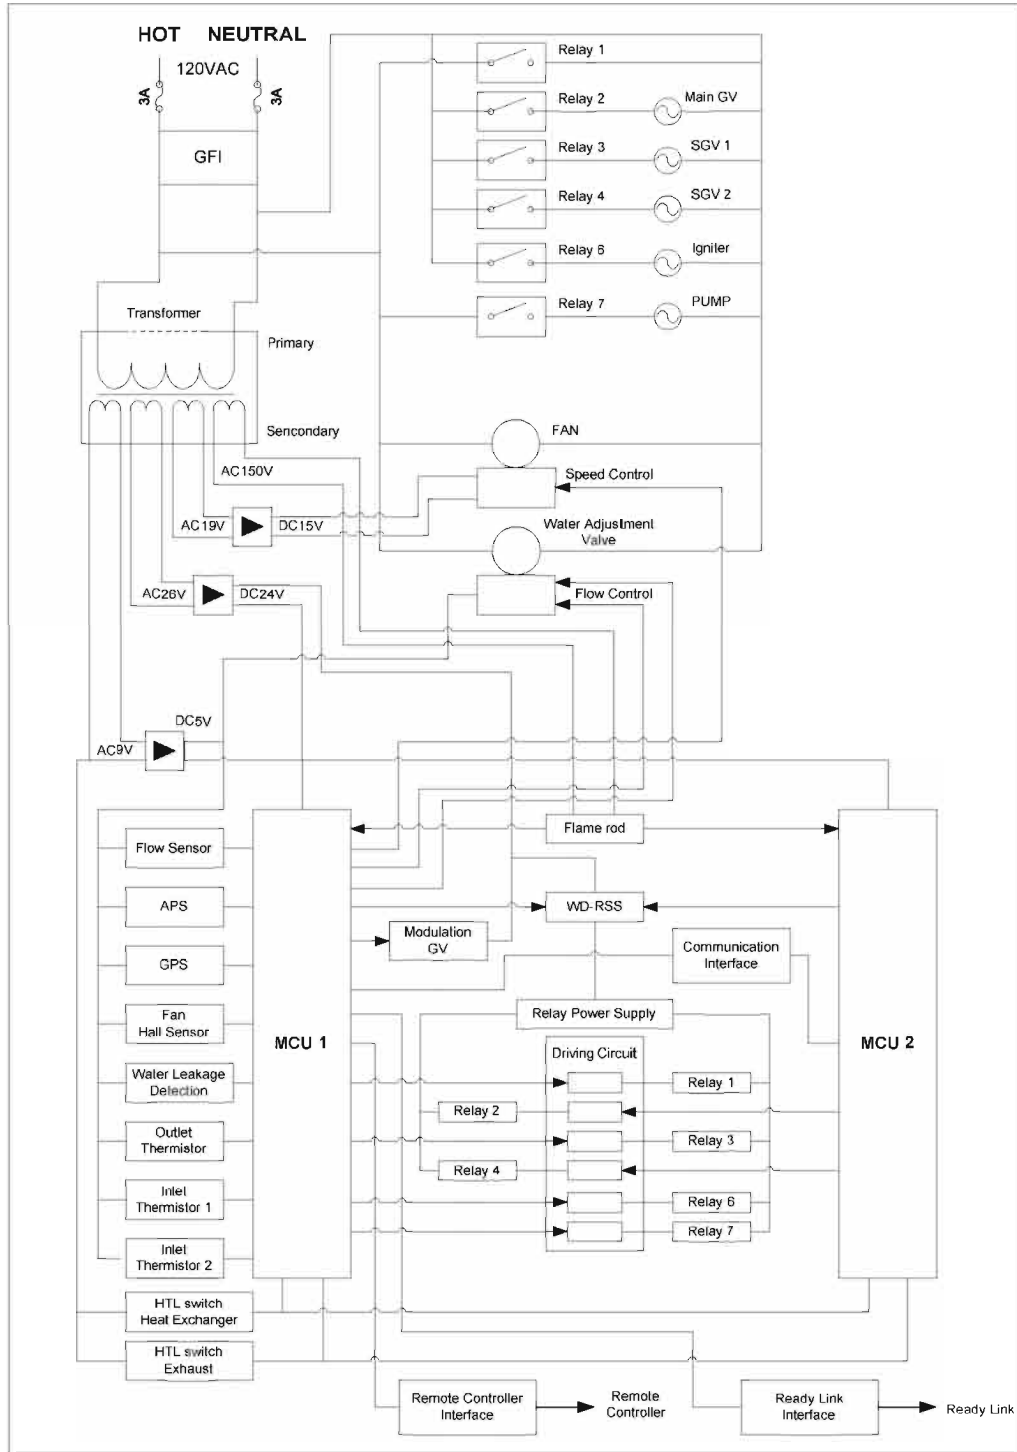 HOT NEUTRAL
120VAC
3A
3A
GFI
Relay 1
Relay 2
Main GV
Relay 3
SGV 1
Relay 4
SGV 2
Relay 6
Igniter
Relay 7
PUMP
Transformer
Primary
Sencondary
FAN
Speed Control
AC150V
AC19V
DC15V
Water Adjustment
Valve
Flow Control
AC26V
DC24V
DC5V
AC9V
Flame rod
Flow Sensor
APS
GPS
Fan
Hall Sensor
Water Leakage
Detection
Outlet
Thermistor
Inlet
Thermistor 1
Inlet
Thermistor 2
HTL switch
Heat Exchanger
HTL switch
Exhaust
MCU 1
WD-RSS
Modulation
GV
Communication
Interface
Relay Power Supply
MCU 2
Driving Circuit
Relay 1
Relay 2
Relay 3
Relay 4
Relay 6
Relay 7
Remote Controller
Interface
Remote
Controller
Ready Link
Interface
Ready Link